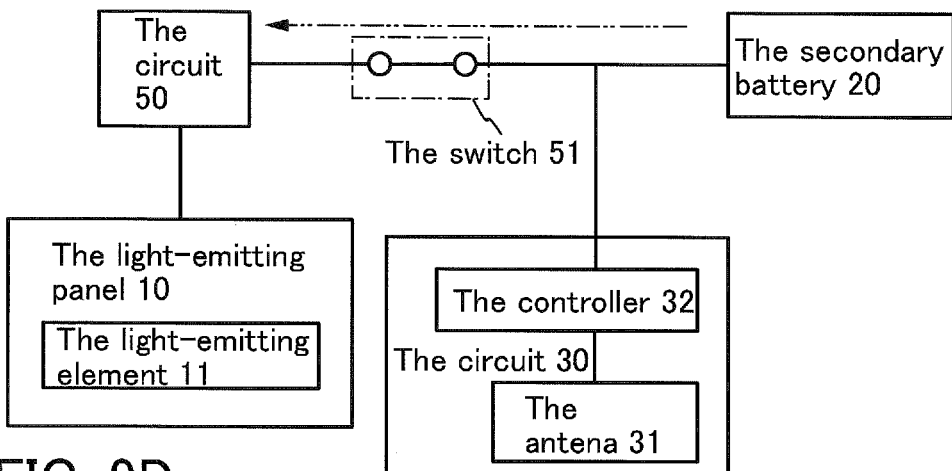 The
circuit
50
The secondary
battery 20
The switch 51
The light-emitting
panel 10
The light-emitting
element 11
The controller 32
The circuit 30
The
antena 31